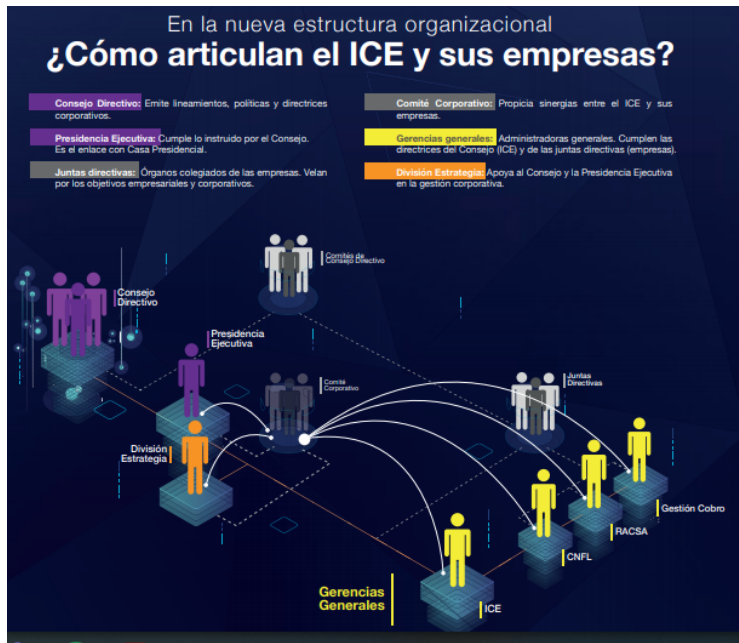 En la nueva estructura organizacional
¿Cómo articulan el ICE y sus empresas?
Consejo Directivo: Emite lineamientos, políticas y directrices
corporativos.
Presidencia Ejecutiva: Cumple lo instruido por el Consejo.
Es el enlace con Casa Presidencial.
Juntas directivas: Órganos colegiados de las empresas. Velan
por los objetivos empresariales y corporativos.
Comité Corporativo: Propicia sinergias entre el ICE y sus
empresas.
Gerencias generales: Administradoras generales. Cumplen las
directrices del Consejo (ICE) y de las juntas directivas (empresas).
División Estrategia: Apoya al Consejo y la Presidencia Ejecutiva
en la gestión corporativa.
Comités de
Consejo Directivo
Consejo
Directivo
Presidencia
Ejecutiva
Comité
Corporativo
Juntas
Directivas
División
Estrategia
Gestión Cobro
RACSA
CNFL
Gerencias
Generales
ICE